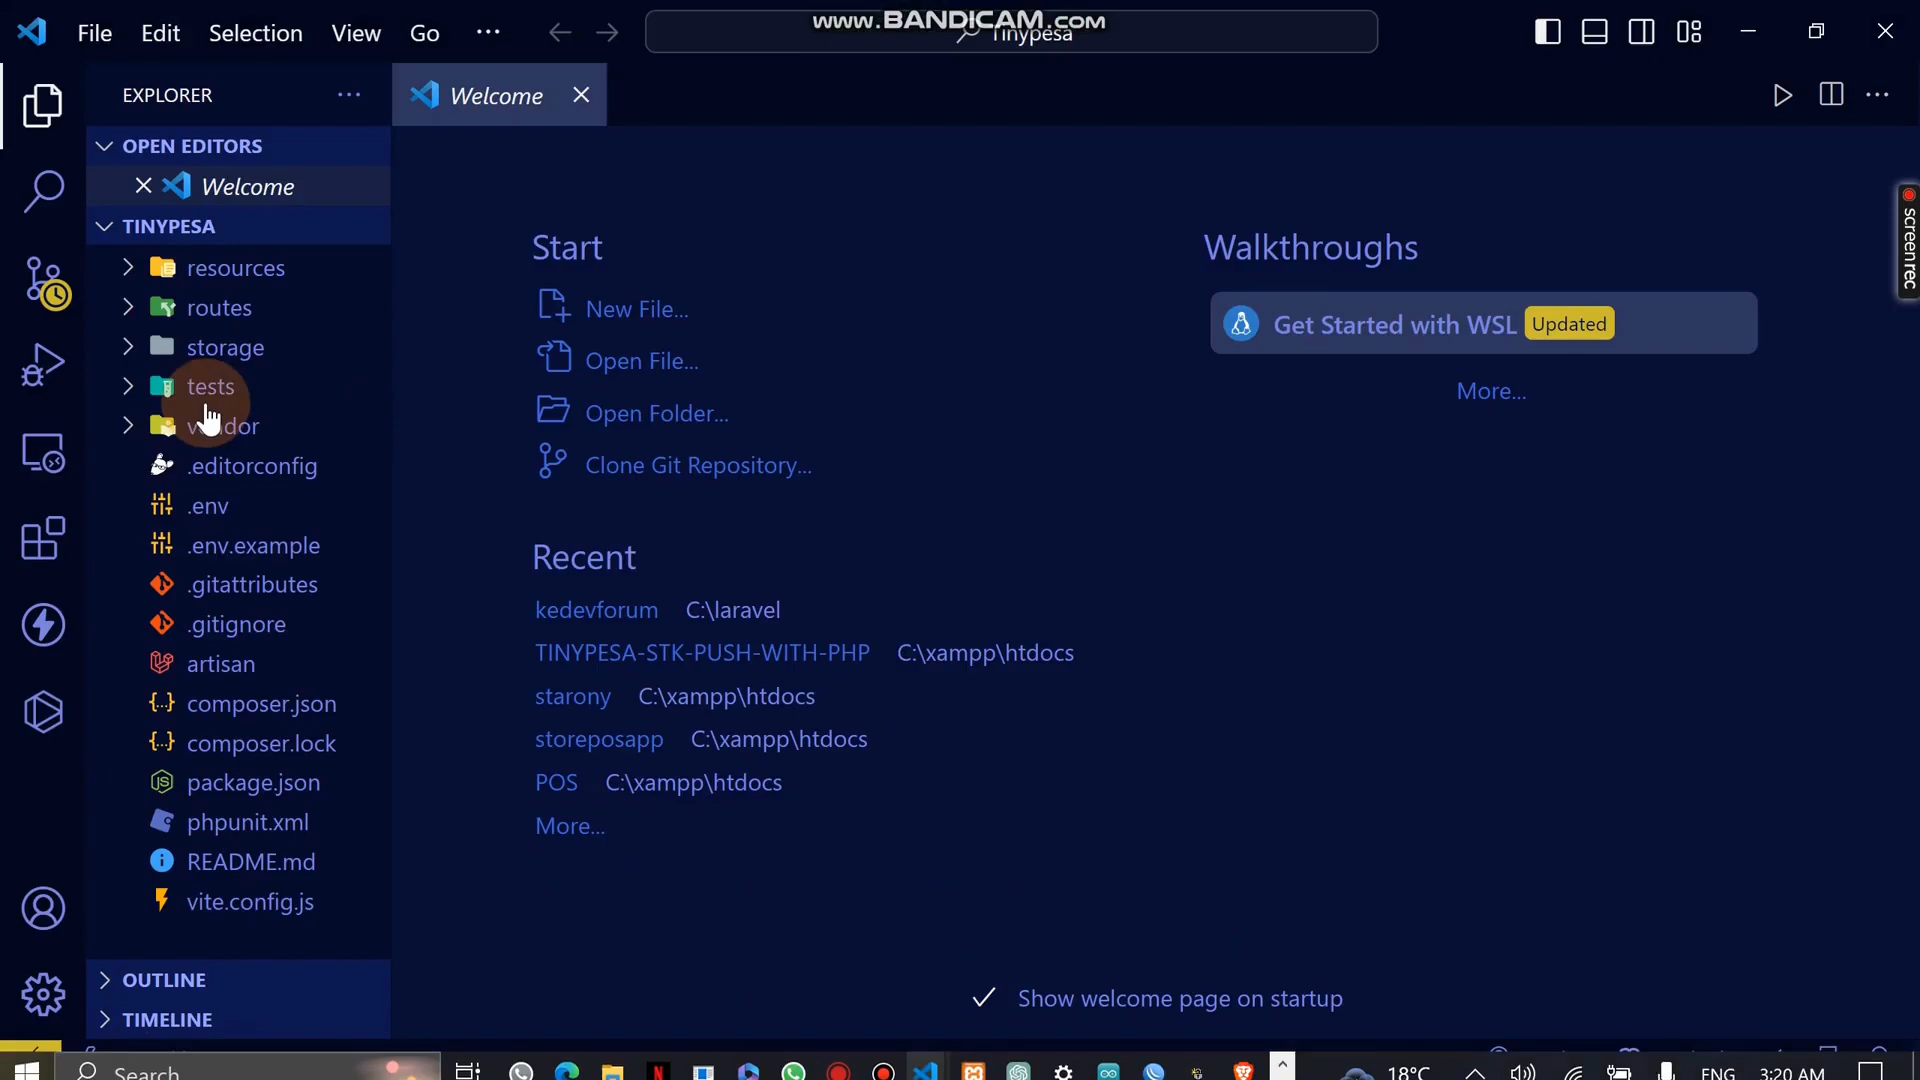 www.BANDICAM.com
File Edit Selection View Go ··· Tinypesa
EXPLORER ···
Welcome
OPEN EDITORS
Welcome
TINYPESA
resources
routes
storage
tests
vendor
.editorconfig
.env
.env.example
.gitattributes
.gitignore
artisan
composer.json
composer.lock
package.json
phpunit.xml
README.md
vite.config.js
OUTLINE
TIMELINE
Start
New File...
Open File...
Open Folder...
Clone Git Repository...
Recent
kedevforum C:\laravel
TINYPESA-STK-PUSH-WITH-PHP C:\xampp\htdocs
starony C:\xampp\htdocs
storeposapp C:\xampp\htdocs
POS C:\xampp\htdocs
More...
Walkthroughs
Get Started with WSL Updated
More...
Show welcome page on startup
screen rec
Search
18°C ENG 3:20 AM